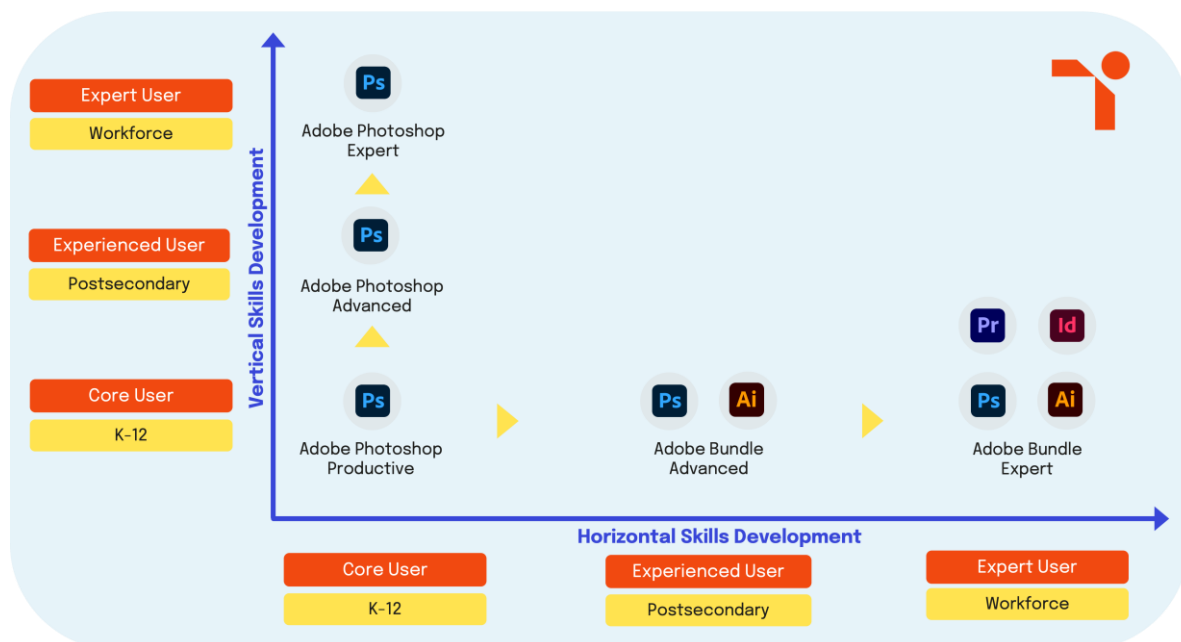 Expert User
Workforce
Ps
Adobe Photoshop
Expert
Experienced User
Postsecondary
Ps
Adobe Photoshop
Advanced
Vertical Skills Development
Core User
K-12
Ps
Adobe Photoshop
Productive
Ps Ai
Adobe Bundle
Advanced
Pr Id
Ps Ai
Adobe Bundle
Expert
Horizontal Skills Development
Core User
K-12
Experienced User
Postsecondary
Expert User
Workforce